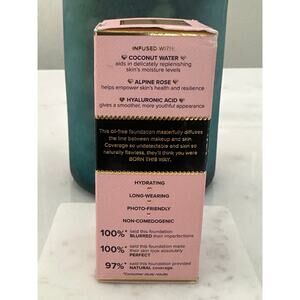 INFUSED WITH:
COCONUT WATER
aids in delicately replenishing
skin's moisture levels
ALPINE ROSE
helps empower skin's health and resilience
HYALURONIC ACID
gives a smoother, more youthful appearance
This oil-free foundation masterfully diffuses
the line between makeup and skin.
Coverage so undetectable and skin so
naturally flawless, they'll think you were
BORN THIS WAY.
HYDRATING
LONG-WEARING
PHOTO-FRIENDLY
NON-COMEDOGENIC
100%* said this foundation
BLURRED their imperfections
100%* said this foundation made
their skin look absolutely
PERFECT
97%* said this foundation provided
NATURAL coverage.
*Consumer study results